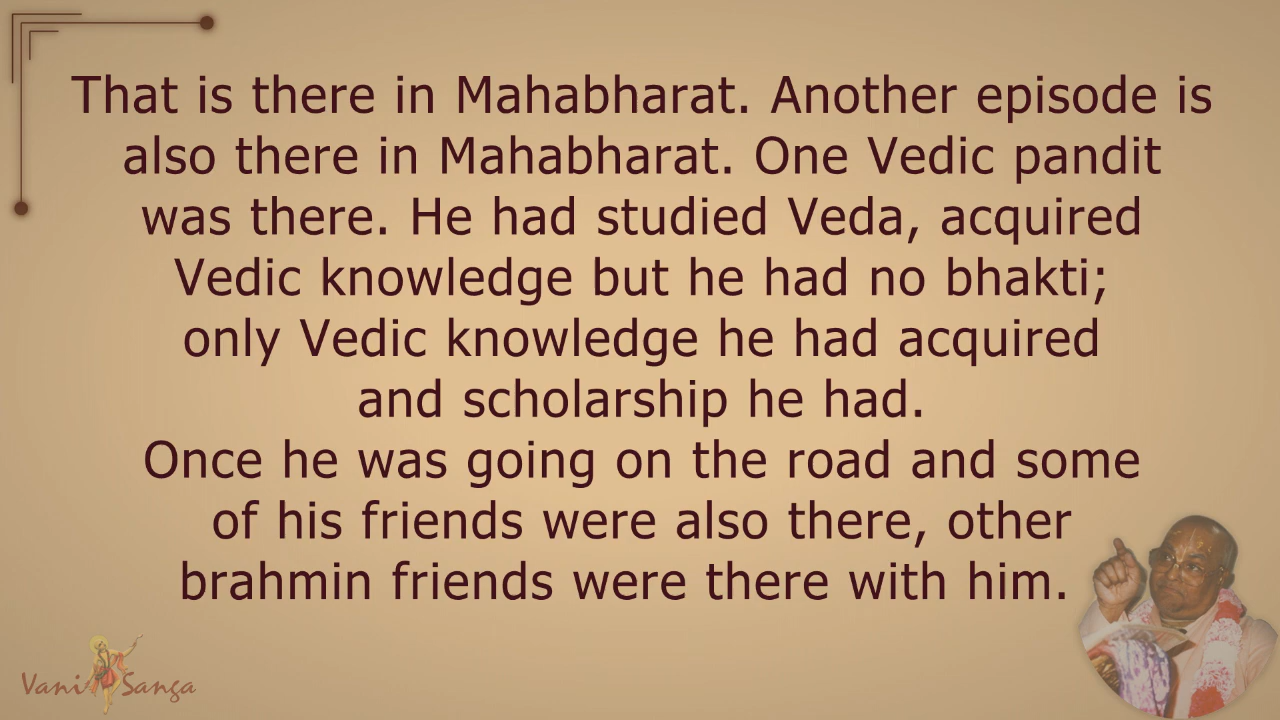 That is there in Mahabharat. Another episode is
also there in Mahabharat. One Vedic pandit
was there. He had studied Veda, acquired
Vedic knowledge but he had no bhakti;
only Vedic knowledge he had acquired
and scholarship he had.
Once he was going on the road and some
of his friends were also there, other
brahmin friends were there with him.
Vani Sanga